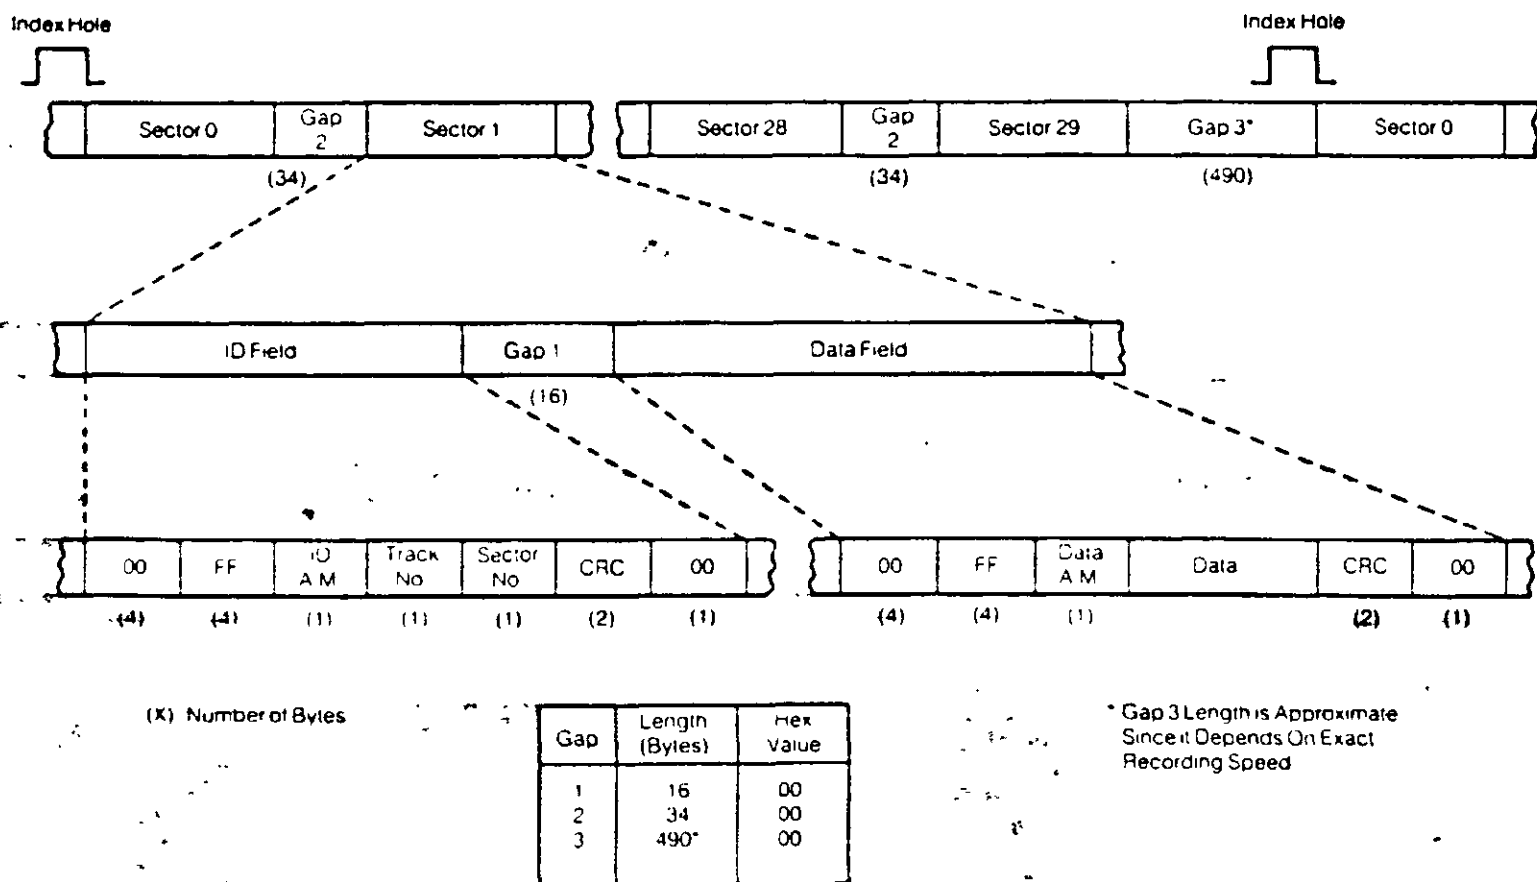 Index Hole
Index Hole
Sector 0
Gap 2
Sector 1
Sector 28
Gap 2
Sector 29
Gap 3*
Sector 0
(34)
(34)
(490)
ID Field
Gap 1
Data Field
(16)
00
FF
ID A M
Track No
Sector No
CRC
00
00
FF
Data A M
Data
CRC
00
(4)
(4)
(1)
(1)
(1)
(2)
(1)
(4)
(4)
(1)
(2)
(1)
(X) Number of Bytes
Gap Length (Bytes) Hex Value
1 16 00
2 34 00
3 490* 00
* Gap 3 Length is Approximate
Since it Depends On Exact
Recording Speed